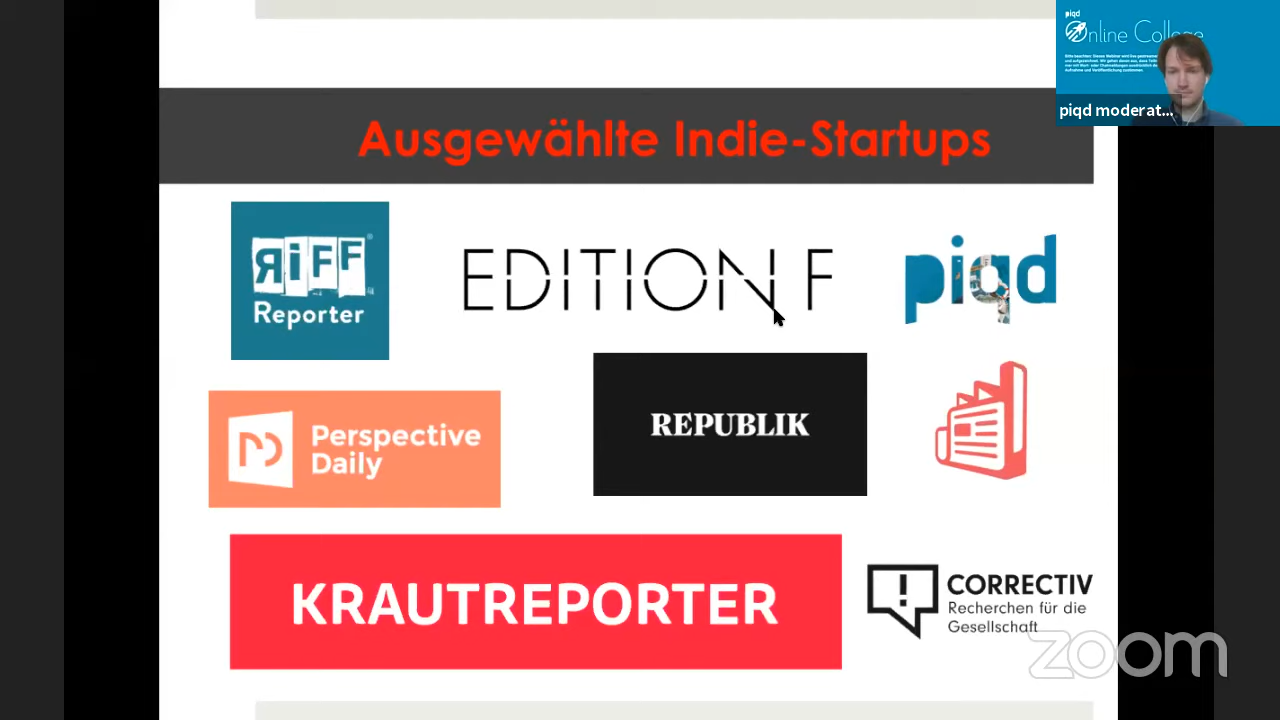 piqd
Online College
piqd moderat...
Ausgewählte Indie-Startups
RiFF
Reporter
EDITION F
piqd
Perspective
Daily
REPUBLIK
KRAUTREPORTER
CORRECTIV
Recherchen für die
Gesellschaft
zoom